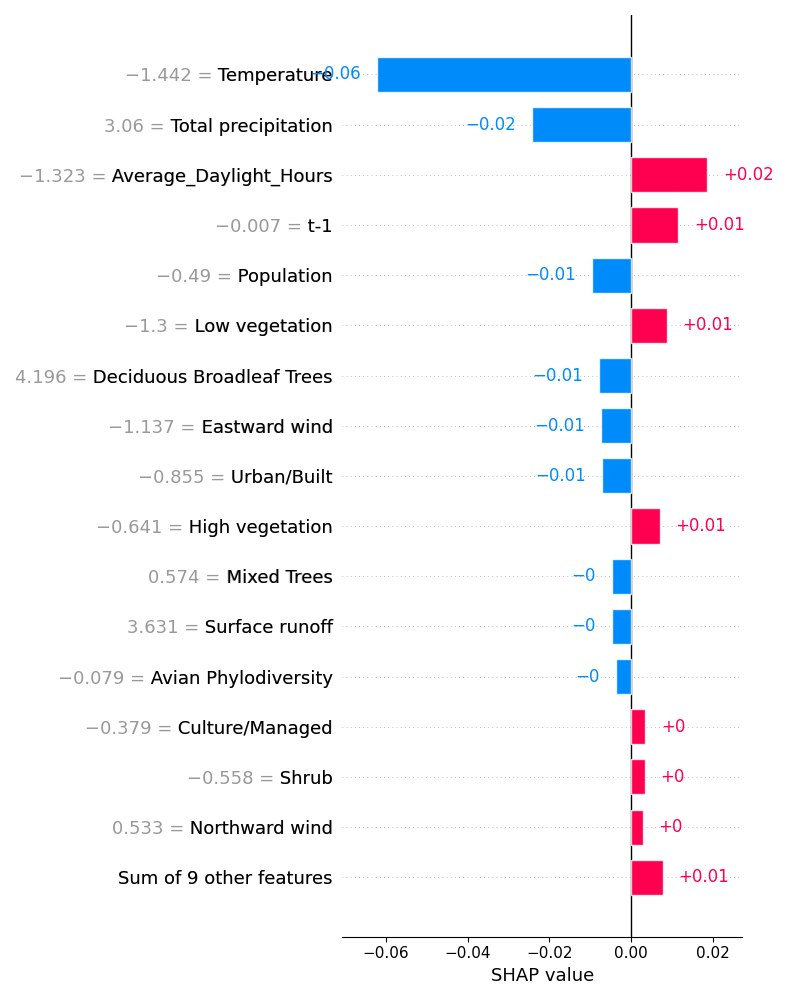 −1.442 = Temperature −0.06
3.06 = Total precipitation −0.02
−1.323 = Average_Daylight_Hours +0.02
−0.007 = t-1 +0.01
−0.49 = Population −0.01
−1.3 = Low vegetation +0.01
4.196 = Deciduous Broadleaf Trees −0.01
−1.137 = Eastward wind −0.01
−0.855 = Urban/Built −0.01
−0.641 = High vegetation +0.01
0.574 = Mixed Trees −0
3.631 = Surface runoff −0
−0.079 = Avian Phylodiversity −0
−0.379 = Culture/Managed +0
−0.558 = Shrub +0
0.533 = Northward wind +0
Sum of 9 other features +0.01
−0.06 −0.04 −0.02 0.00 0.02
SHAP value